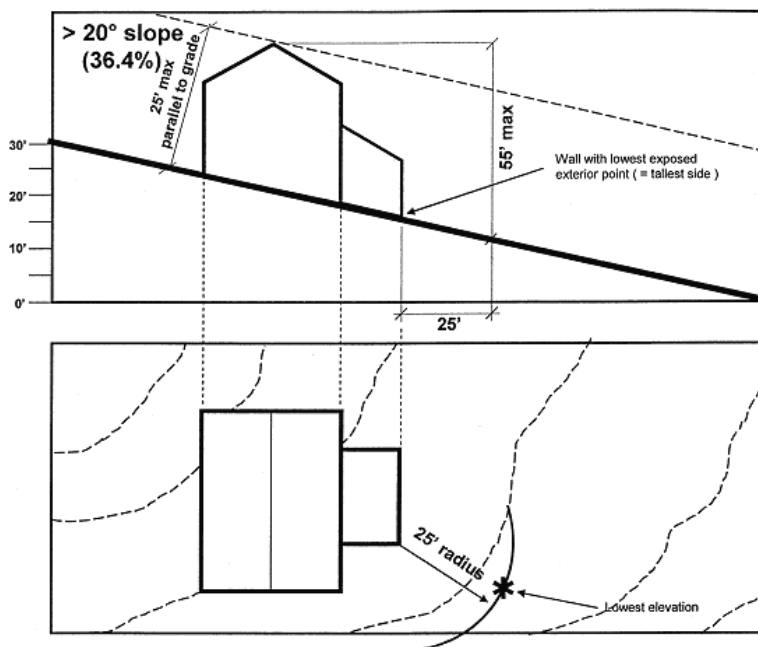 > 20° slope
(36.4%)
25' max
parallel to grade
55' max
30'
20'
10'
0'
Wall with lowest exposed
exterior point ( = tallest side )
25'
25' radius
Lowest elevation